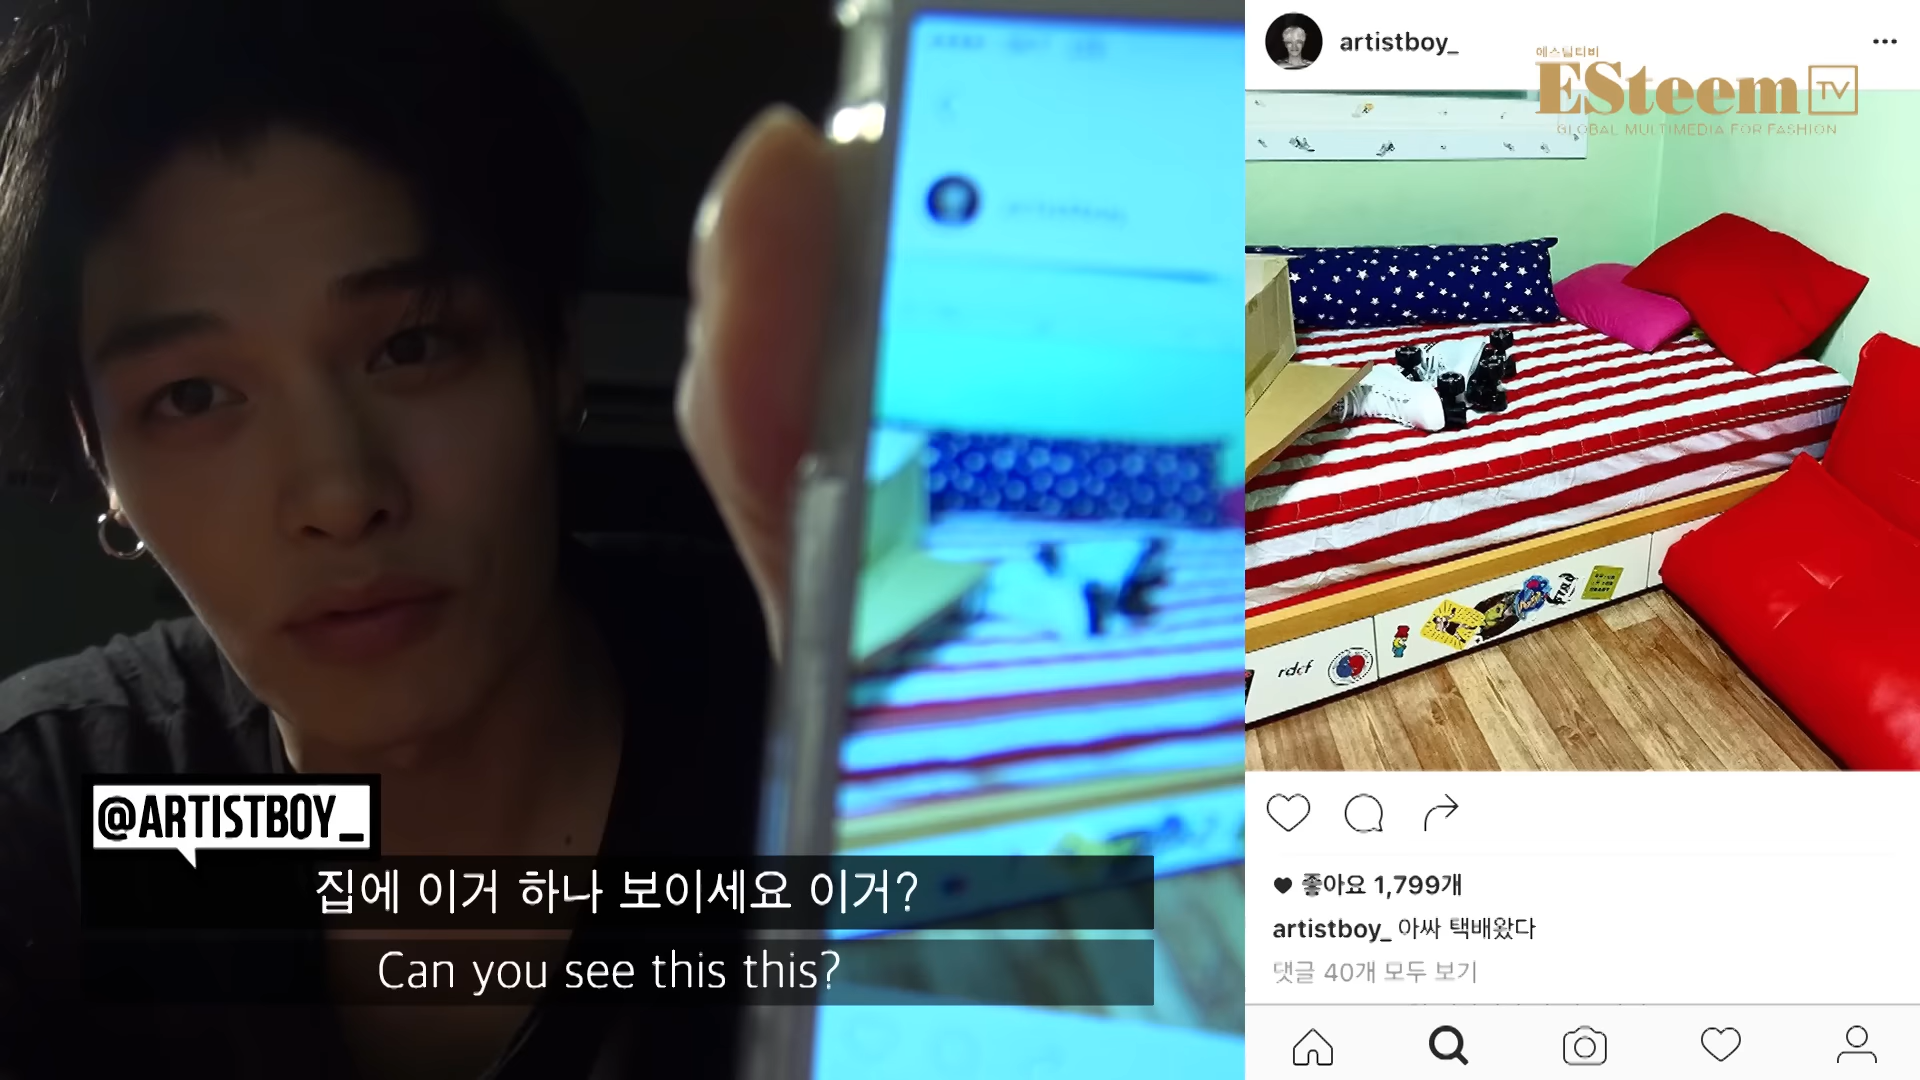 @ARTISTBOY_
집에 이거 하나 보이세요 이거?
Can you see this this?
artistboy_
에스팀티비
ESteem TV
GLOBAL MULTIMEDIA FOR FASHION
rdcf
좋아요 1,799개
artistboy_ 아싸 택배왔다
댓글 40개 모두 보기